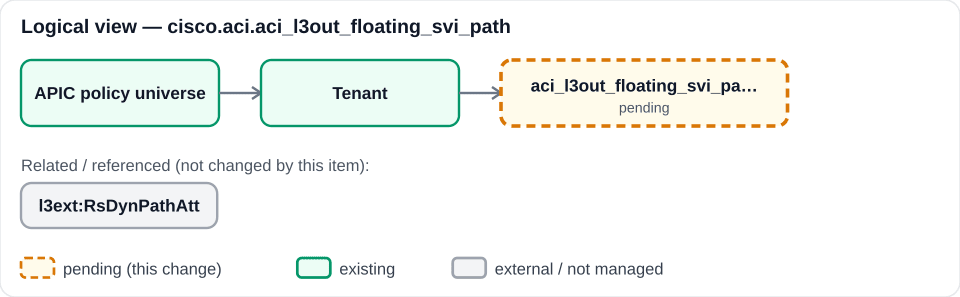 Logical view — cisco.aci.aci_l3out_floating_svi_path
APIC policy universe
Tenant
aci_l3out_floating_svi_pa…
pending
Related / referenced (not changed by this item):
l3ext:RsDynPathAtt
pending (this change)
existing
external / not managed